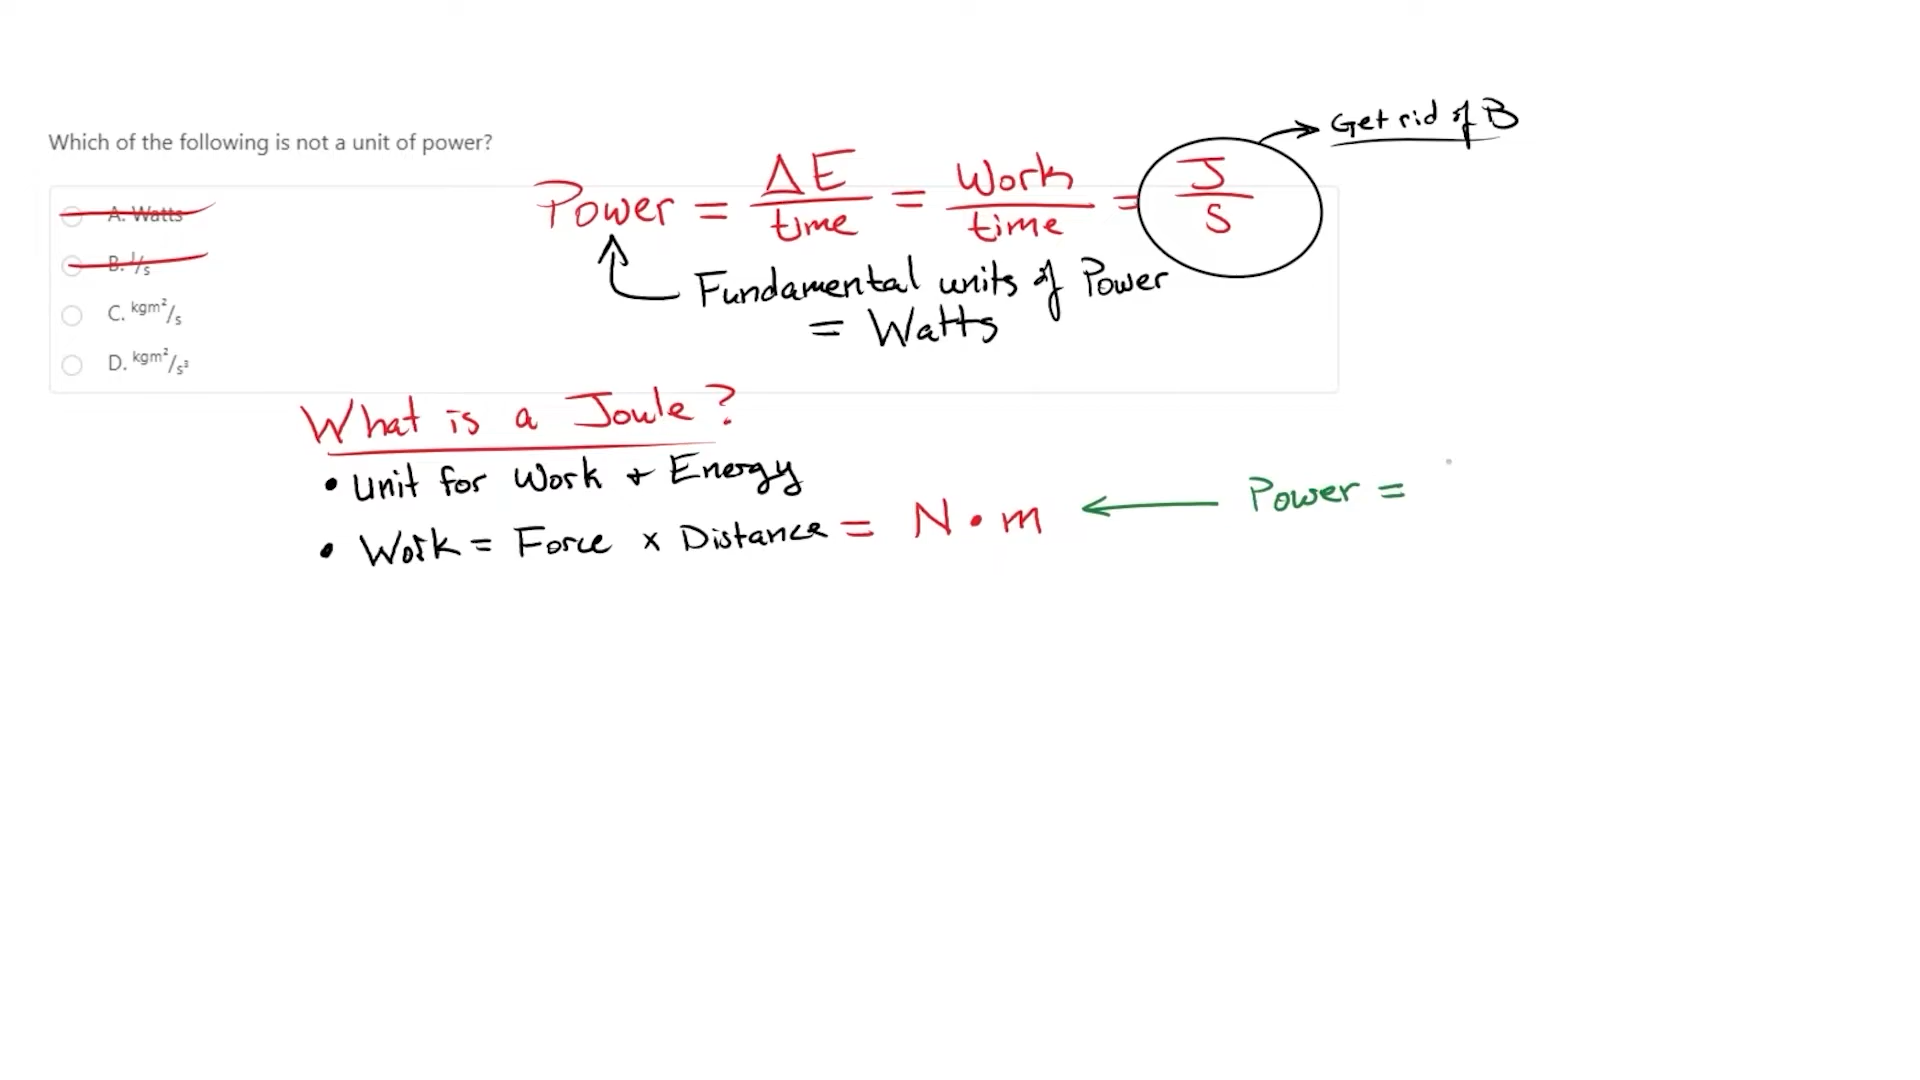 Which of the following is not a unit of power?
A. Watts
B. J/s
C. kgm²/s
D. kgm²/s³
Get rid of B
Power = ΔE/time = Work/time = J/S
Fundamental units of Power
= Watts
What is a Joule?
• Unit for Work + Energy
• Work = Force x Distance = N•m ← Power =